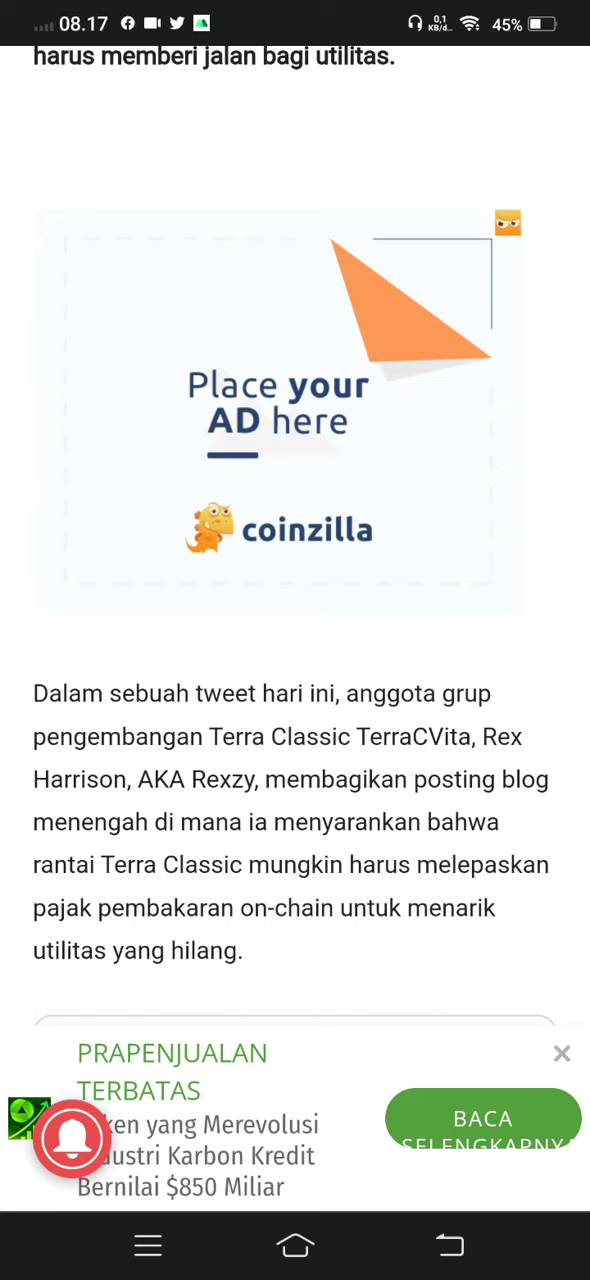 08.17
0,1
KB/d...
45%
harus memberi jalan bagi utilitas.
Place your
AD here
coinzilla
Dalam sebuah tweet hari ini, anggota grup
pengembangan Terra Classic TerraCVita, Rex
Harrison, AKA Rexzy, membagikan posting blog
menengah di mana ia menyarankan bahwa
rantai Terra Classic mungkin harus melepaskan
pajak pembakaran on-chain untuk menarik
utilitas yang hilang.
PRAPENJUALAN
TERBATAS
yang Merevolusi
Karbon Kredit
Bernilai $850 Miliar
BACA
SELENGKAPNYA